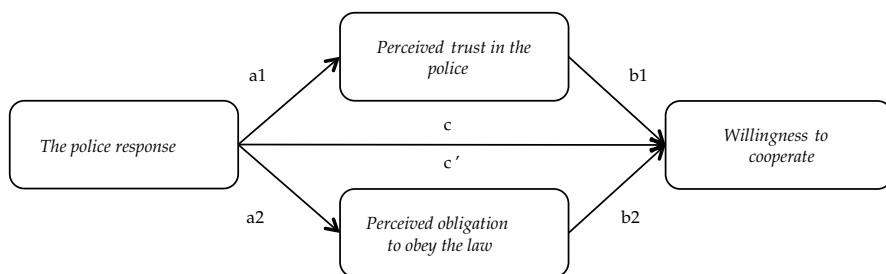 Perceived trust in the
police
a1
b1
The police response
c
c ′
Willingness to
cooperate
a2
b2
Perceived obligation
to obey the law